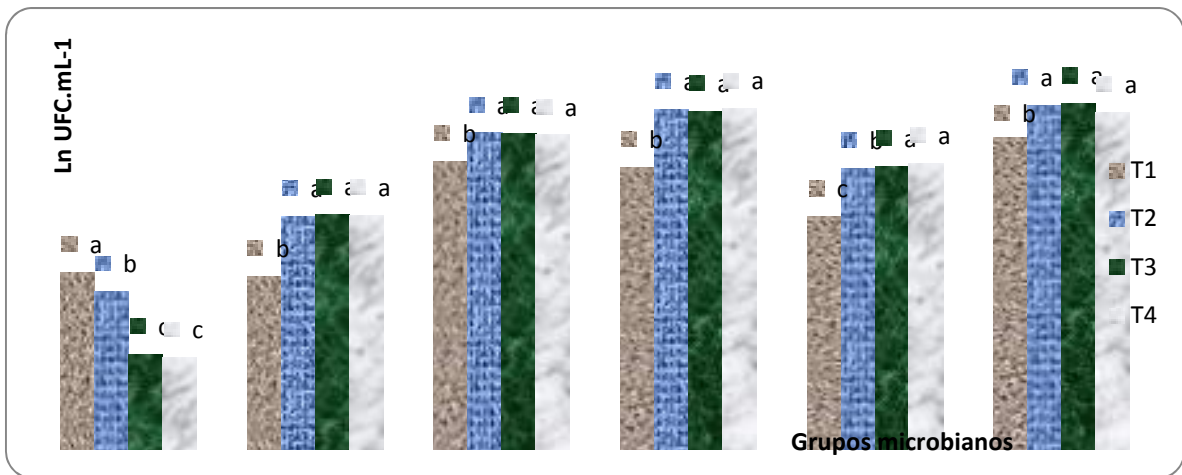 Ln UFC.mL-1
a b c c
b a a a
b a a a
b a a a
c b a a
b a a a
T1
T2
T3
T4
Grupos microbianos